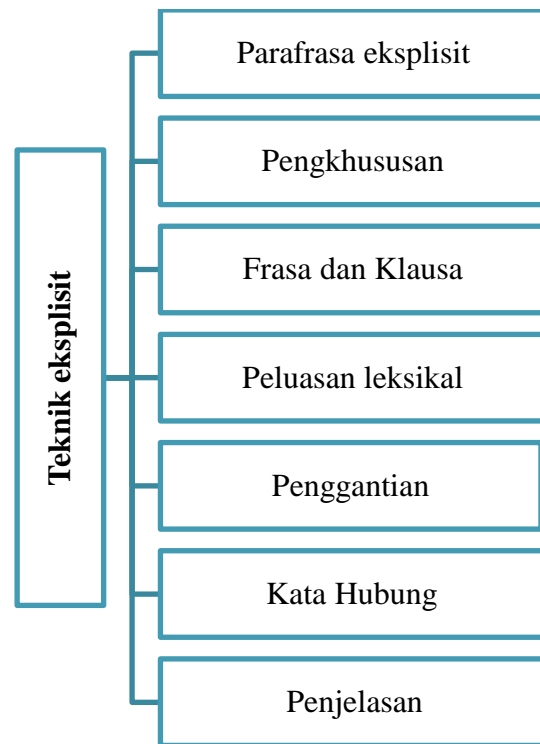 Teknik eksplisit
Parafrasa eksplisit
Pengkhususan
Frasa dan Klausa
Peluasan leksikal
Penggantian
Kata Hubung
Penjelasan